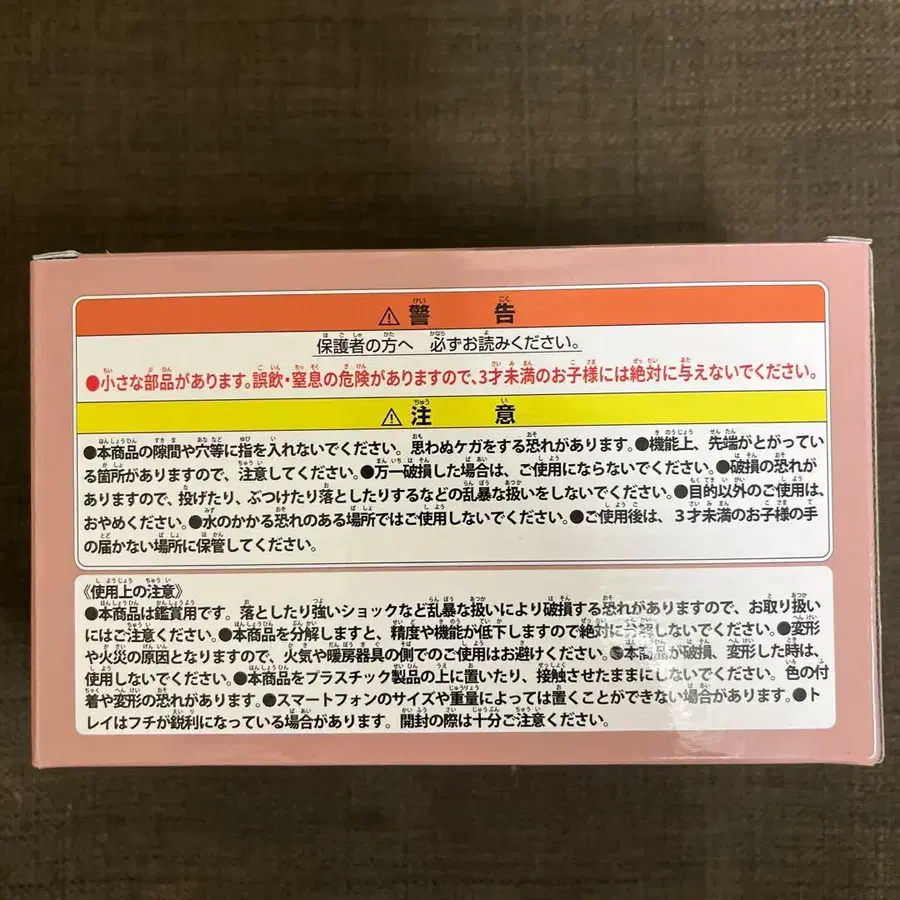 ⚠ 警告
保護者の方へ 必ずお読みください。
●小さな部品があります。誤飲・窒息の危険がありますので、3才未満のお子様には絶対に与えないでください。
⚠ 注意
●本商品の隙間や穴等に指を入れないでください。思わぬケガをする恐れがあります。●機能上、先端がとがってい
る箇所がありますので、注意してください。●万一破損した場合は、ご使用にならないでください。●破損の恐れが
ありますので、投げたり、ぶつけたり落としたりするなどの乱暴な扱いをしないでください。●目的以外のご使用は、
おやめください。●水のかかる恐れのある場所ではご使用しないでください。●ご使用後は、3才未満のお子様の手
の届かない場所に保管してください。
《使用上の注意》
●本商品は鑑賞用です。落としたり強いショックなど乱暴な扱いにより破損する恐れがありますので、お取り扱い
にはご注意ください。●本商品を分解しますと、精度や機能が低下しますので絶対に分解しないでください。●変形
や火災の原因となりますので、火気や暖房器具の側でのご使用はお避けください。●本商品が破損、変形した時は、
使用しないでください。●本商品をプラスチック製品の上に置いたり、接触させたままにしないでください。色の付
着や変形の恐れがあります。●スマートフォンのサイズや重量によっては置くことができない場合があります。●ト
レイはフチが鋭利になっている場合があります。開封の際は十分ご注意ください。